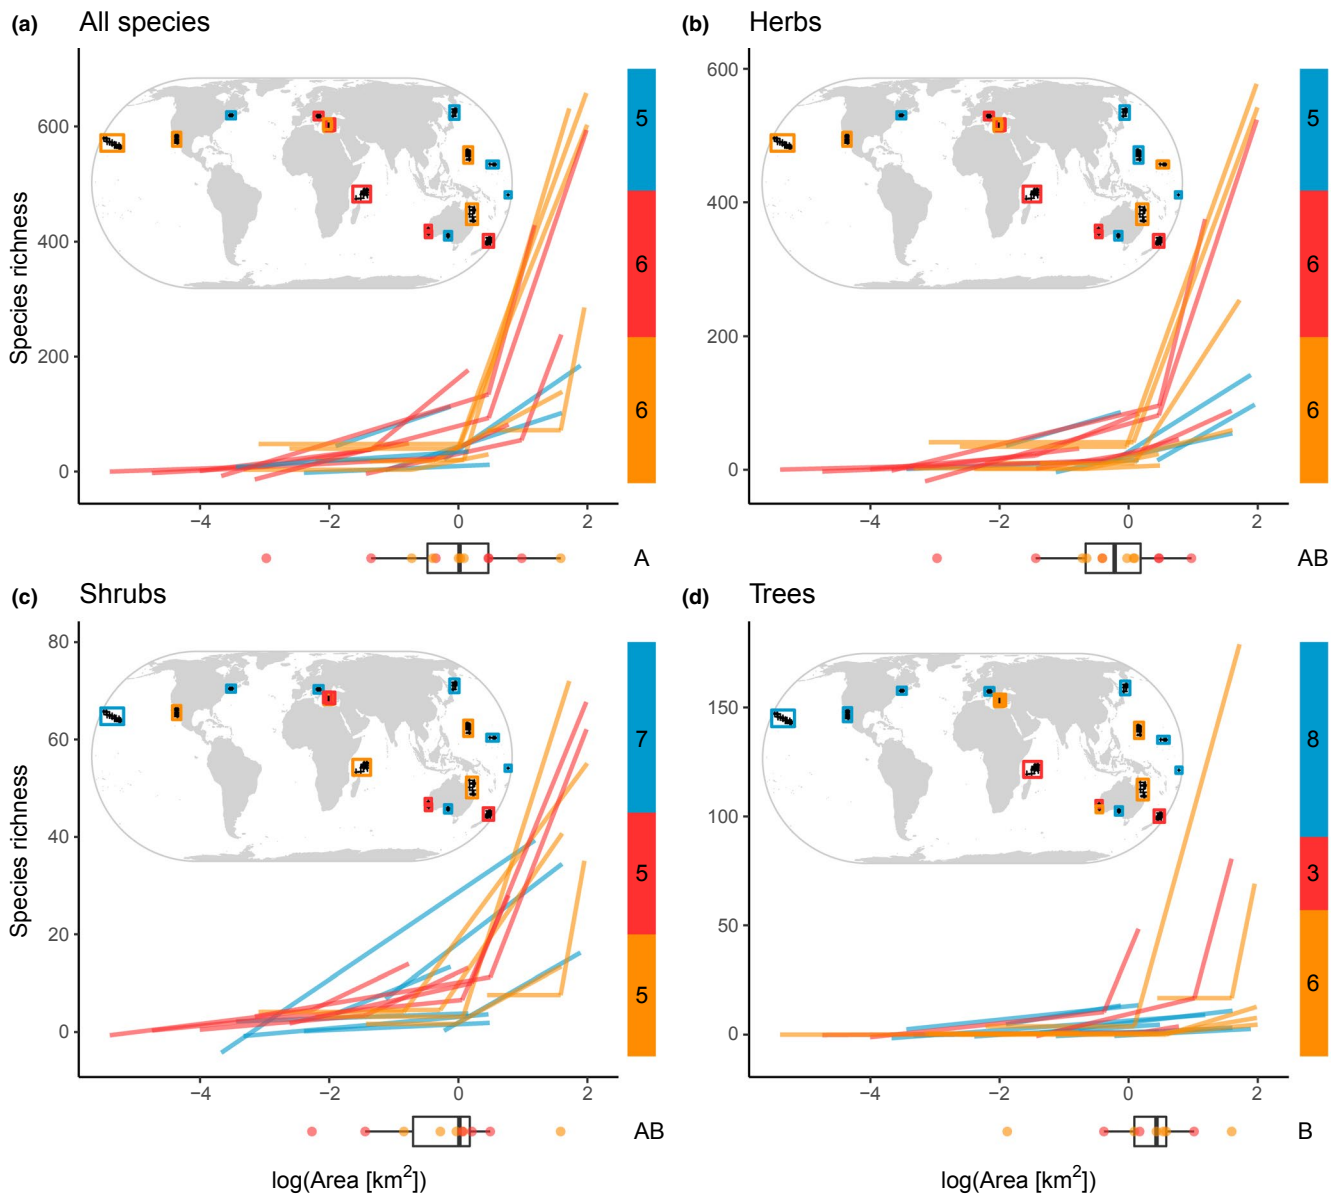 (a) All species
Species richness
600
400
200
0
−4 −2 0 2
5
6
6
A
(b) Herbs
600
400
200
0
−4 −2 0 2
5
6
6
AB
(c) Shrubs
Species richness
80
60
40
20
0
−4 −2 0 2
7
5
5
AB
log(Area [km²])
(d) Trees
150
100
50
0
−4 −2 0 2
8
3
6
B
log(Area [km²])